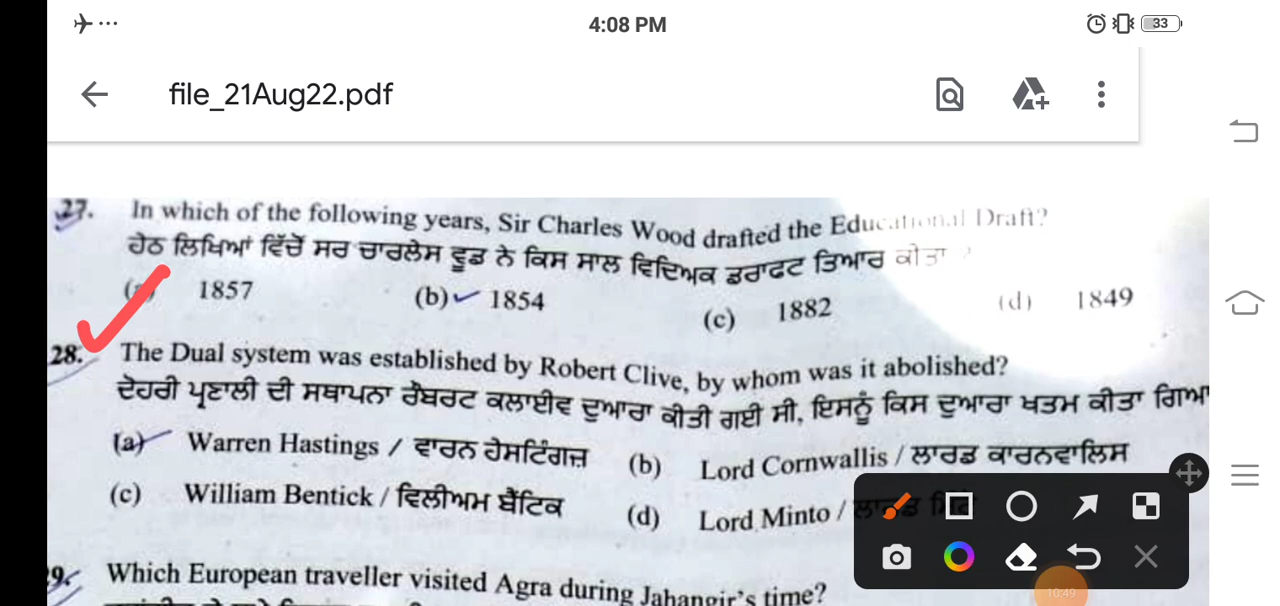 4:08 PM
33
file_21Aug22.pdf
27. In which of the following years, Sir Charles Wood drafted the Educational Draft?
ਹੇਠ ਲਿਖਿਆਂ ਵਿੱਚੋਂ ਸਰ ਚਾਰਲੇਸ ਵੂਡ ਨੇ ਕਿਸ ਸਾਲ ਵਿਦਿਅਕ ਡਰਾਫਟ ਤਿਆਰ ਕੀਤਾ ?
(a) 1857 (b) 1854 (c) 1882 (d) 1849
28. The Dual system was established by Robert Clive, by whom was it abolished?
ਦੋਹਰੀ ਪ੍ਰਣਾਲੀ ਦੀ ਸਥਾਪਨਾ ਰੌਬਰਟ ਕਲਾਈਵ ਦੁਆਰਾ ਕੀਤੀ ਗਈ ਸੀ, ਇਸਨੂੰ ਕਿਸ ਦੁਆਰਾ ਖਤਮ ਕੀਤਾ ਗਿਆ
(a) Warren Hastings / ਵਾਰਨ ਹੇਸਟਿੰਗਜ਼ (b) Lord Cornwallis / ਲਾਰਡ ਕਾਰਨਵਾਲਿਸ
(c) William Bentick / ਵਿਲੀਅਮ ਬੈਂਟਿਕ (d) Lord Minto /
9. Which European traveller visited Agra during Jahangir's time?
10:49